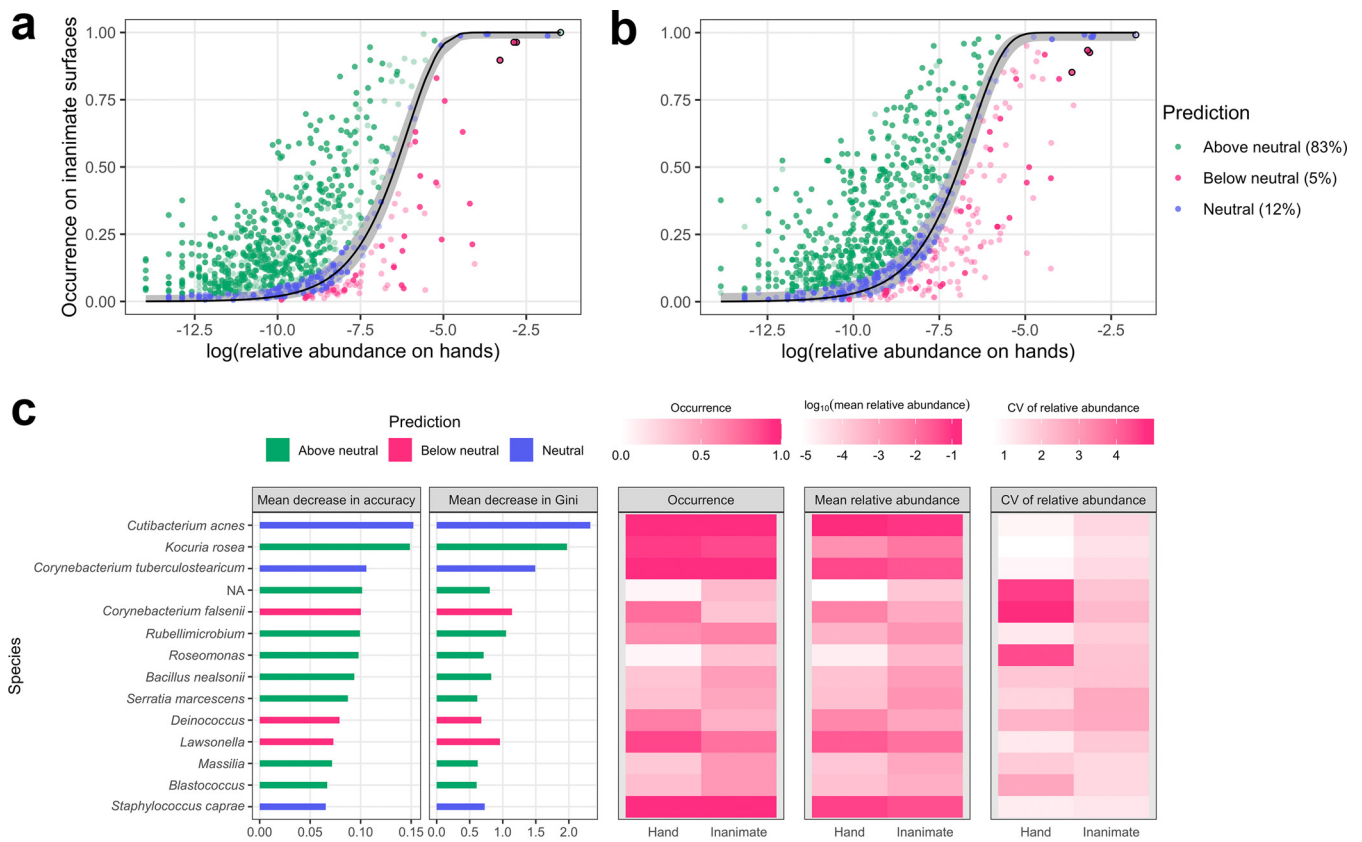 a
b
1.00
0.75
0.50
0.25
0.00
Occurrence on inanimate surfaces
-12.5 -10.0 -7.5 -5.0 -2.5
log(relative abundance on hands)
1.00
0.75
0.50
0.25
0.00
-12.5 -10.0 -7.5 -5.0 -2.5
log(relative abundance on hands)
Prediction
Above neutral (83%)
Below neutral (5%)
Neutral (12%)
c
Prediction
Above neutral Below neutral Neutral
Occurrence
0.0 0.5 1.0
log10(mean relative abundance)
-5 -4 -3 -2 -1
CV of relative abundance
1 2 3 4
Mean decrease in accuracy
Mean decrease in Gini
Occurrence
Mean relative abundance
CV of relative abundance
Species
Cutibacterium acnes
Kocuria rosea
Corynebacterium tuberculostearicum
NA
Corynebacterium falsenii
Rubellimicrobium
Roseomonas
Bacillus nealsonii
Serratia marcescens
Deinococcus
Lawsonella
Massilia
Blastococcus
Staphylococcus caprae
0.00 0.05 0.10 0.15
0.0 0.5 1.0 1.5 2.0
Hand Inanimate
Hand Inanimate
Hand Inanimate